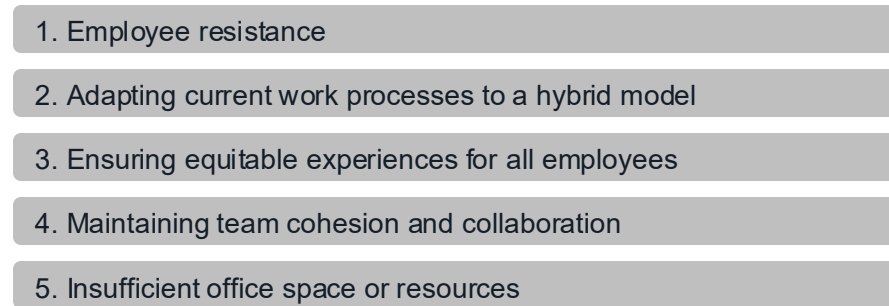 1. Employee resistance
2. Adapting current work processes to a hybrid model
3. Ensuring equitable experiences for all employees
4. Maintaining team cohesion and collaboration
5. Insufficient office space or resources